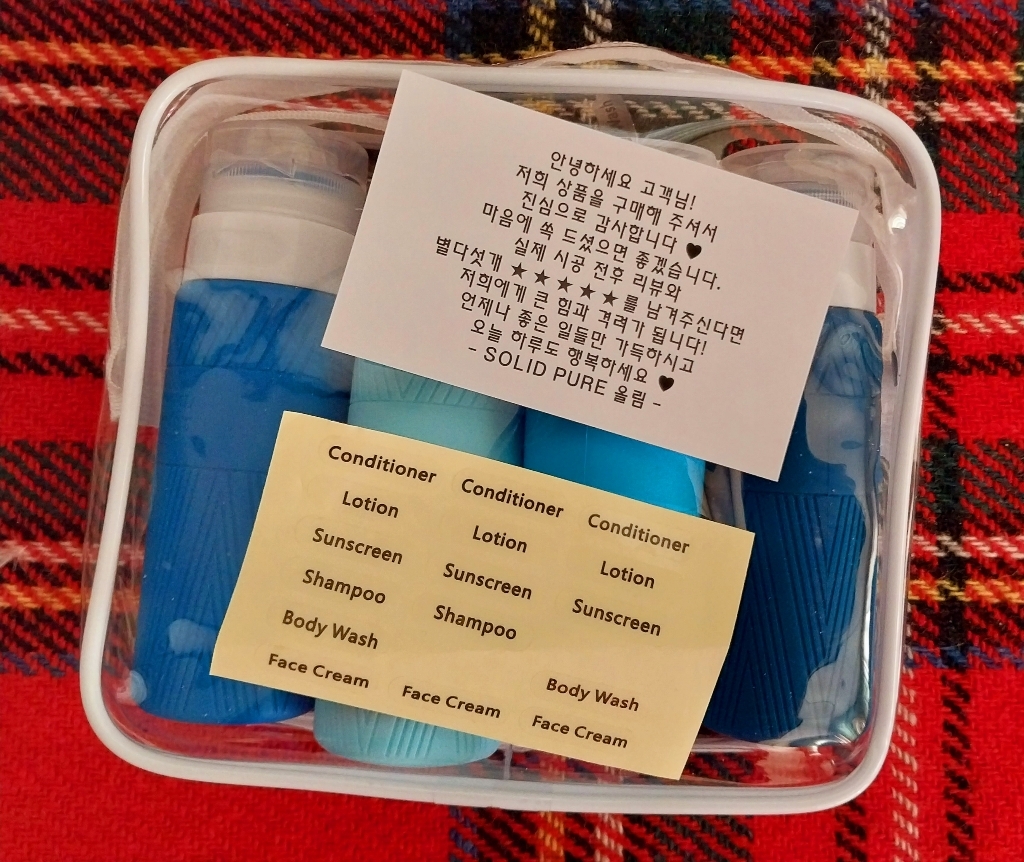 안녕하세요 고객님!
저희 상품을 구매해 주셔서
진심으로 감사합니다 ♥
마음에 쏙 드셨으면 좋겠습니다.
실제 시공 전후 리뷰와
별다섯개 ★★★★★를 남겨주신다면
저희에게 큰 힘과 격려가 됩니다!
언제나 좋은 일들만 가득하시고
오늘 하루도 행복하세요 ♥
- SOLID PURE 올림 -
Conditioner Conditioner Conditioner
Lotion Lotion Lotion
Sunscreen Sunscreen Sunscreen
Shampoo Shampoo
Body Wash Body Wash
Face Cream Face Cream Face Cream